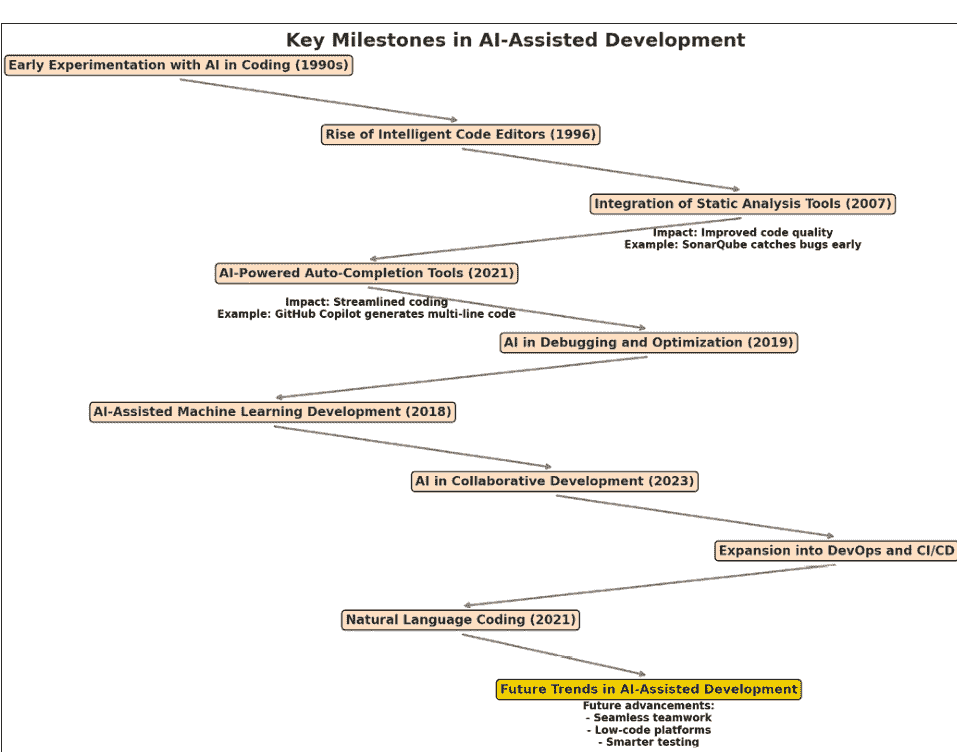 Key Milestones in AI-Assisted Development
Early Experimentation with AI in Coding (1990s)
Rise of Intelligent Code Editors (1996)
Integration of Static Analysis Tools (2007)
Impact: Improved code quality
Example: SonarQube catches bugs early
AI-Powered Auto-Completion Tools (2021)
Impact: Streamlined coding
Example: GitHub Copilot generates multi-line code
AI in Debugging and Optimization (2019)
AI-Assisted Machine Learning Development (2018)
AI in Collaborative Development (2023)
Expansion into DevOps and CI/CD
Natural Language Coding (2021)
Future Trends in AI-Assisted Development
Future advancements:
- Seamless teamwork
- Low-code platforms
- Smarter testing